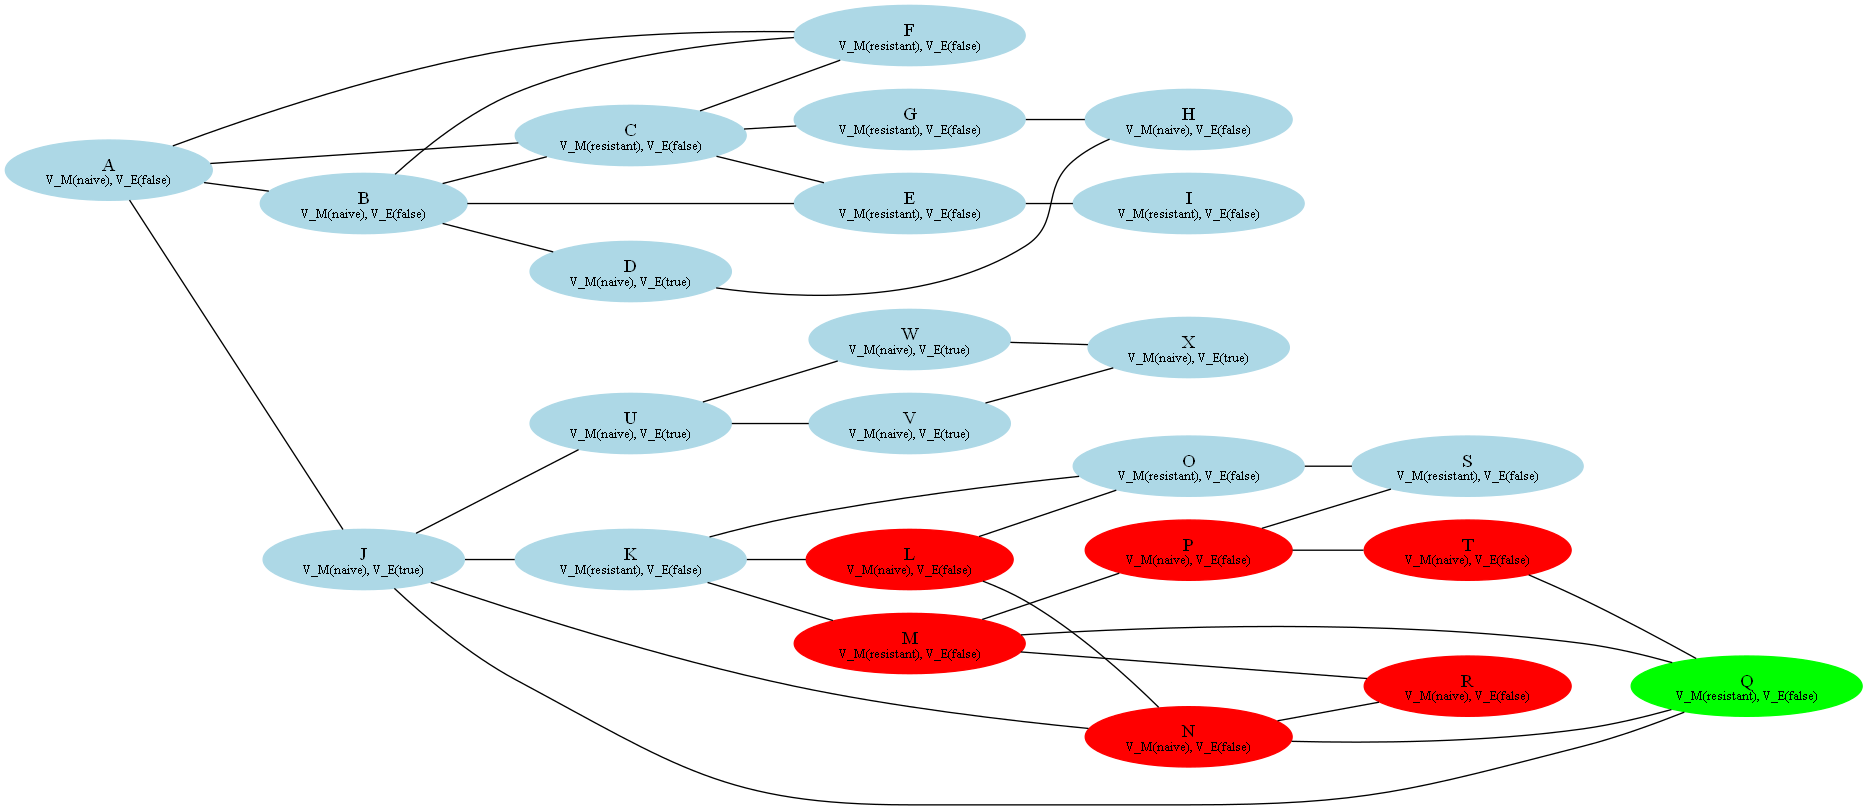 F
V_M(resistant), V_E(false)
G
V_M(resistant), V_E(false)
H
V_M(naive), V_E(false)
C
V_M(resistant), V_E(false)
A
V_M(naive), V_E(false)
B
V_M(naive), V_E(false)
E
V_M(resistant), V_E(false)
I
V_M(resistant), V_E(false)
D
V_M(naive), V_E(true)
W
V_M(naive), V_E(true)
X
V_M(naive), V_E(true)
U
V_M(naive), V_E(true)
V
V_M(naive), V_E(true)
O
V_M(resistant), V_E(false)
S
V_M(resistant), V_E(false)
J
V_M(naive), V_E(true)
K
V_M(resistant), V_E(false)
L
V_M(naive), V_E(false)
P
V_M(naive), V_E(false)
T
V_M(naive), V_E(false)
M
V_M(resistant), V_E(false)
R
V_M(naive), V_E(false)
Q
V_M(resistant), V_E(false)
N
V_M(naive), V_E(false)